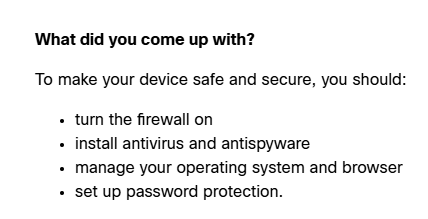 What did you come up with?
To make your device safe and secure, you should:
• turn the firewall on
• install antivirus and antispyware
• manage your operating system and browser
• set up password protection.